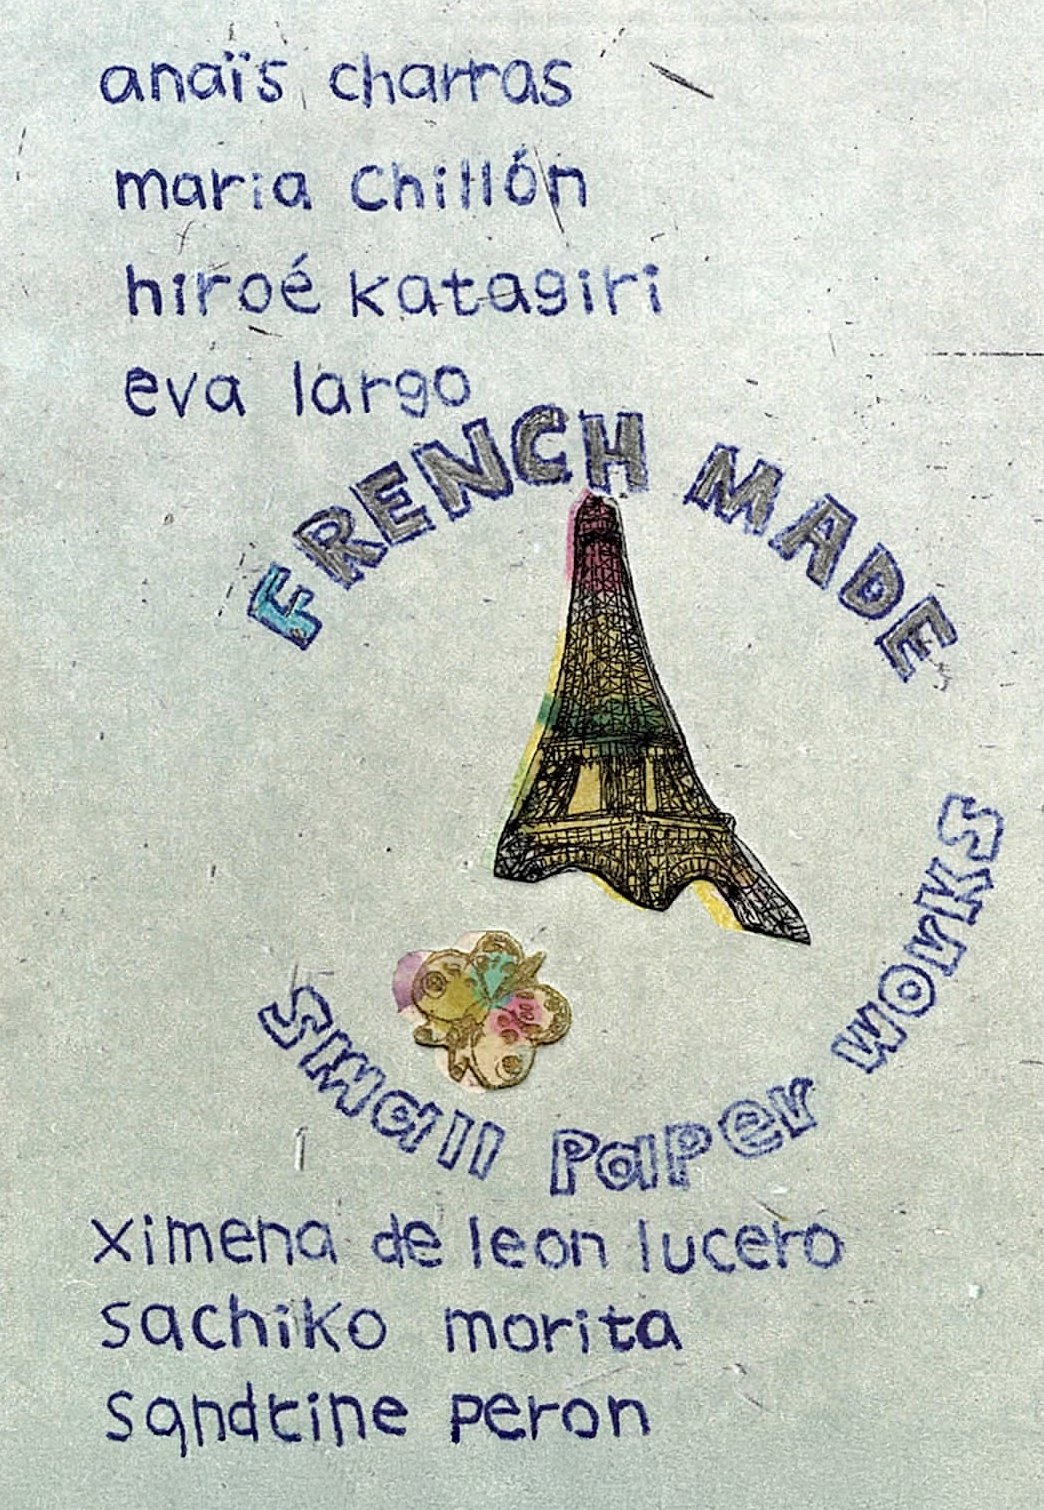 anaïs charras
maria chillón
hiroé katagiri
eva largo
FRENCH MADE
small paper works
ximena de leon lucero
sachiko morita
sandrine peron